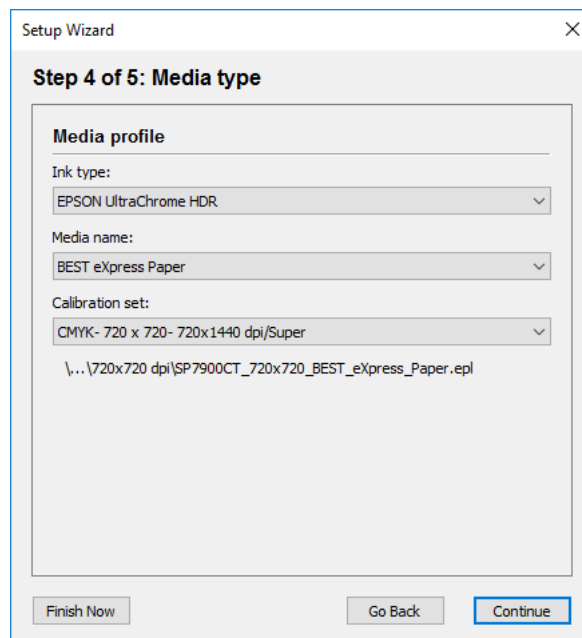 Setup Wizard
Step 4 of 5: Media type
Media profile
Ink type:
EPSON UltraChrome HDR
Media name:
BEST eXpress Paper
Calibration set:
CMYK- 720 x 720- 720x1440 dpi/Super
\...\720x720 dpi\SP7900CT_720x720_BEST_eXpress_Paper.epl
Finish Now
Go Back
Continue